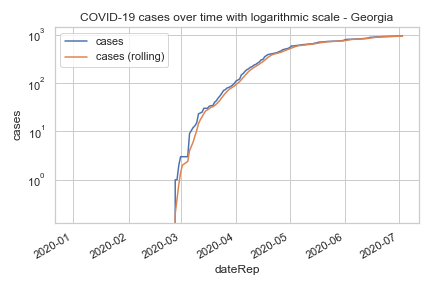 COVID-19 cases over time with logarithmic scale - Georgia
cases
cases (rolling)
10³
10²
10¹
10⁰
cases
2020-01
2020-02
2020-03
2020-04
2020-05
2020-06
2020-07
dateRep